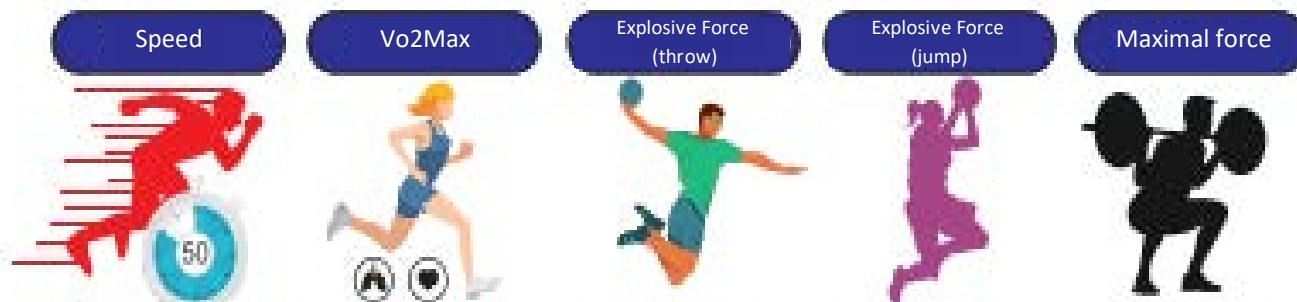 Speed
Vo2Max
Explosive Force
(throw)
Explosive Force
(jump)
Maximal force
50